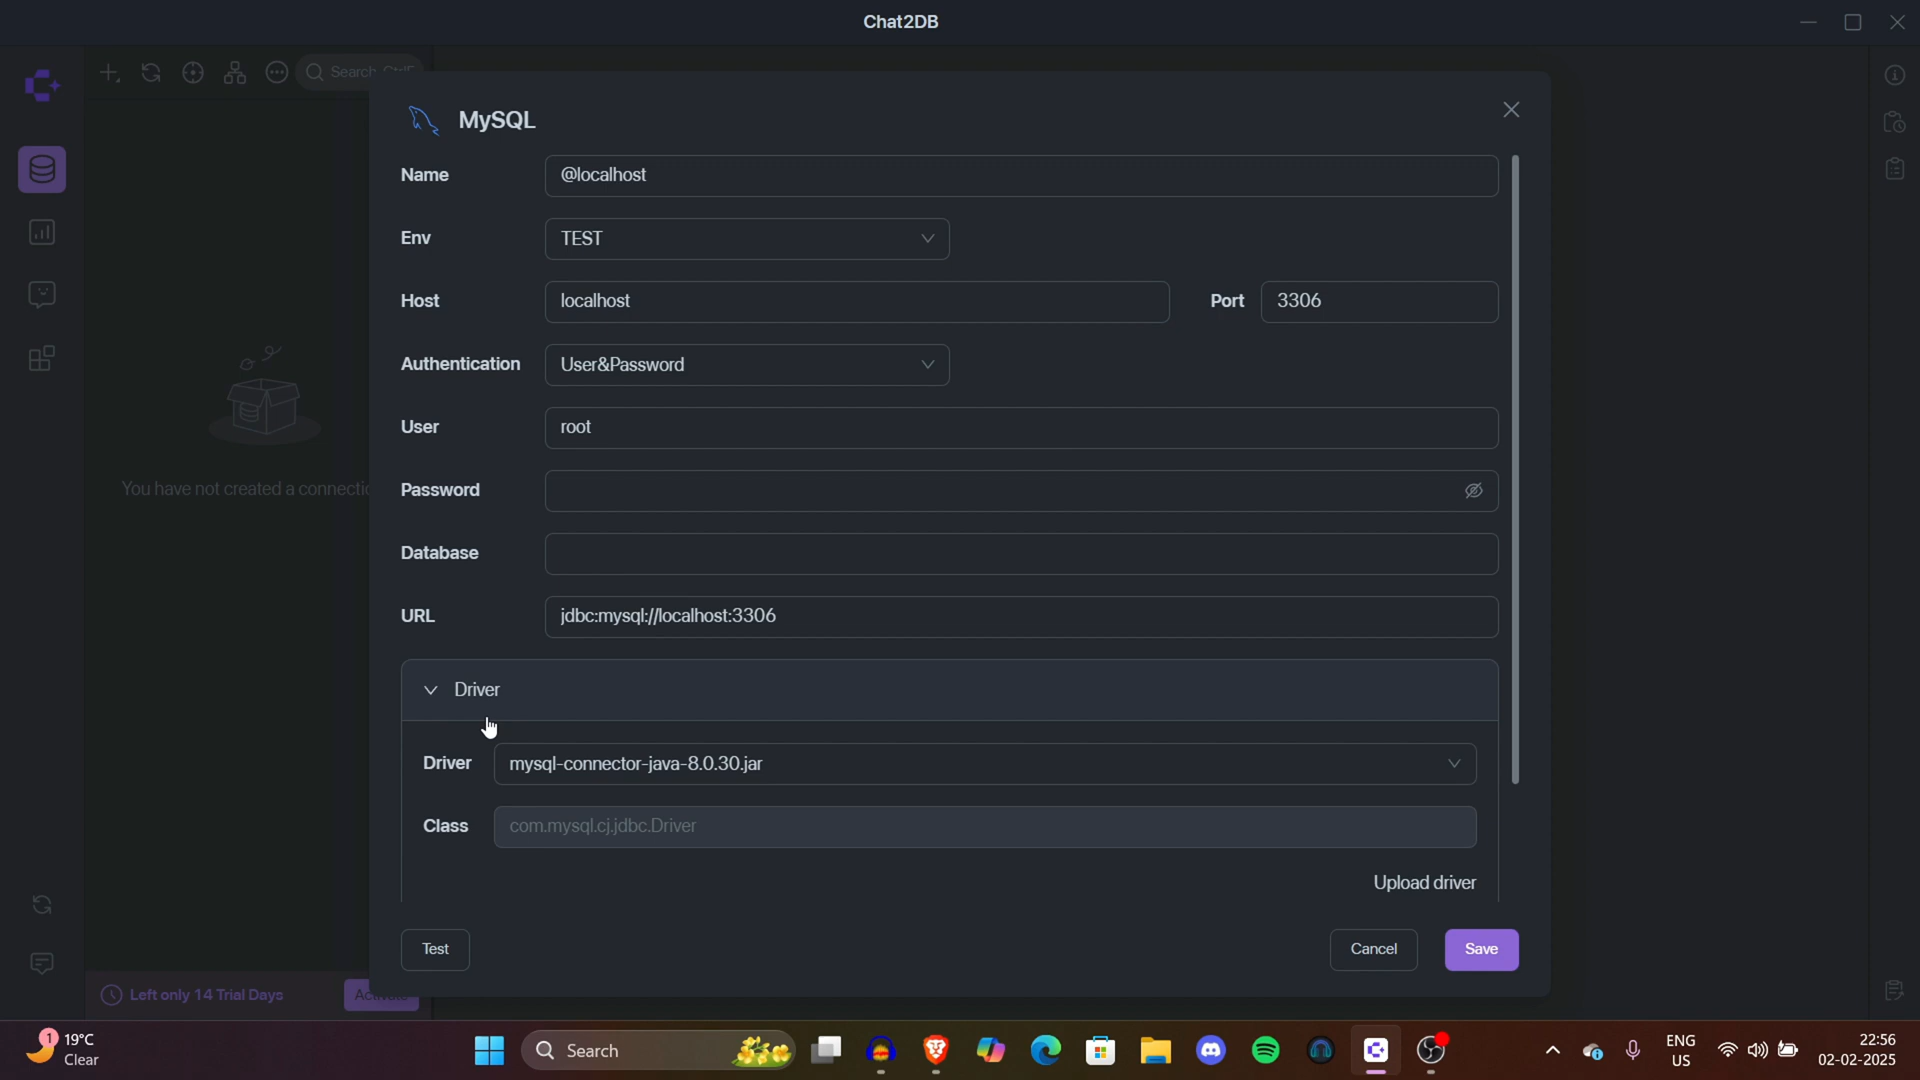 Chat2DB
Search
MySQL
Name @localhost
Env TEST
Host localhost Port 3306
Authentication User&Password
User root
You have not created a
Password
Database
URL jdbc:mysql://localhost:3306
Driver
Driver mysql-connector-java-8.0.30.jar
Class com.mysql.cj.jdbc.Driver
Upload driver
Test Cancel Save
Left only 14 Trial Days Activate
1 19°C
Clear
Search
ENG
US
22:56
02-02-2025